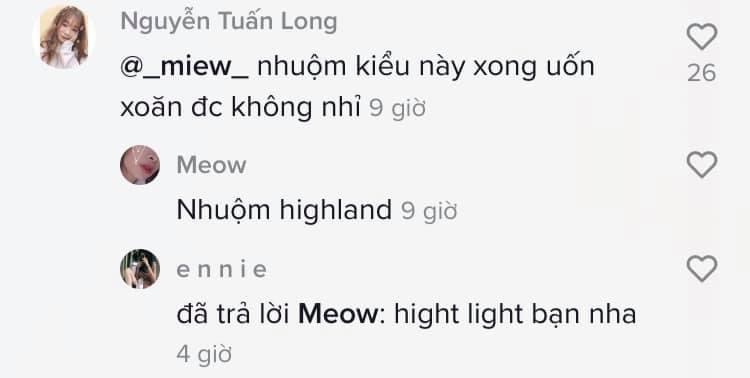 Nguyễn Tuấn Long
@_miew_ nhuộm kiểu này xong uốn
26
xoăn đc không nhỉ 9 giờ
Meow
Nhuộm highland 9 giờ
e n n i e
đã trả lời Meow: hight light bạn nha
4 giờ